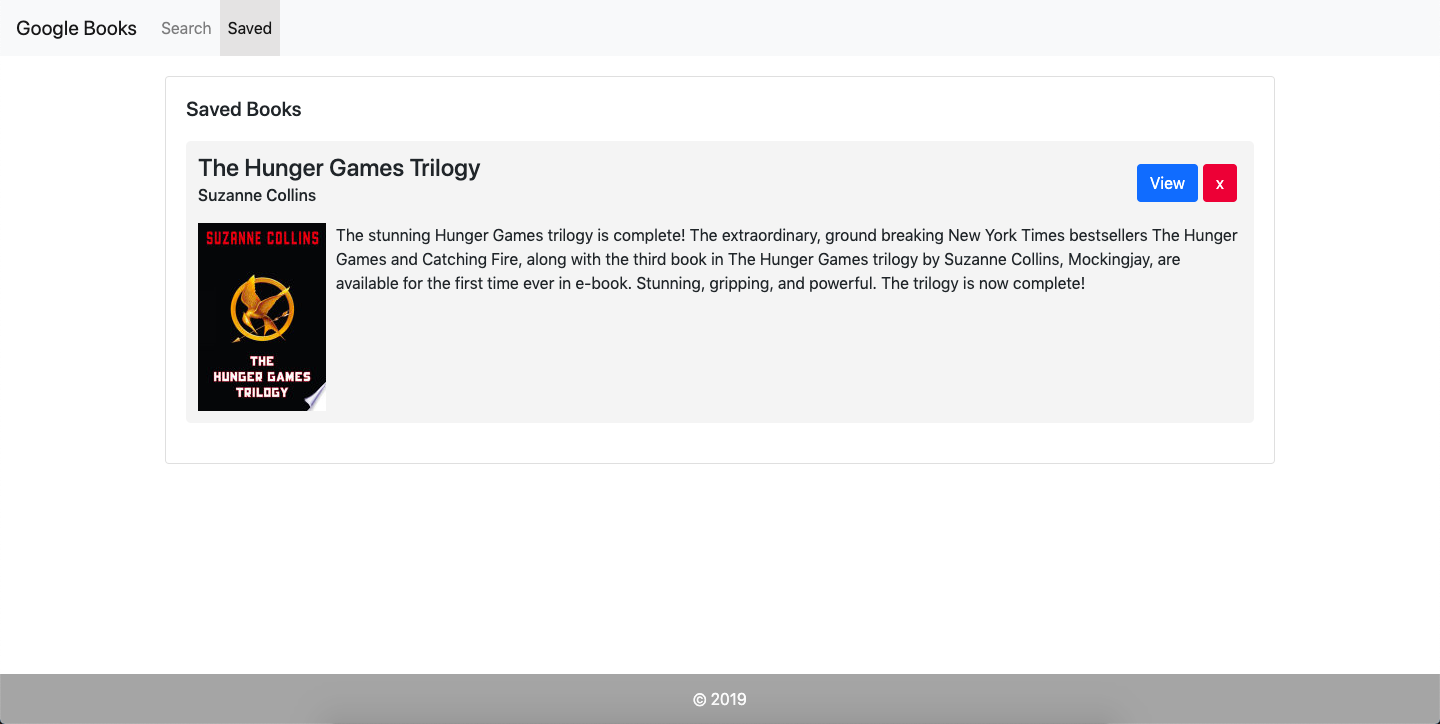 Google Books Search Saved
Saved Books
The Hunger Games Trilogy
Suzanne Collins
View x
SUZANNE COLLINS
THE
HUNGER GAMES
TRILOGY
The stunning Hunger Games trilogy is complete! The extraordinary, ground breaking New York Times bestsellers The Hunger
Games and Catching Fire, along with the third book in The Hunger Games trilogy by Suzanne Collins, Mockingjay, are
available for the first time ever in e-book. Stunning, gripping, and powerful. The trilogy is now complete!
© 2019